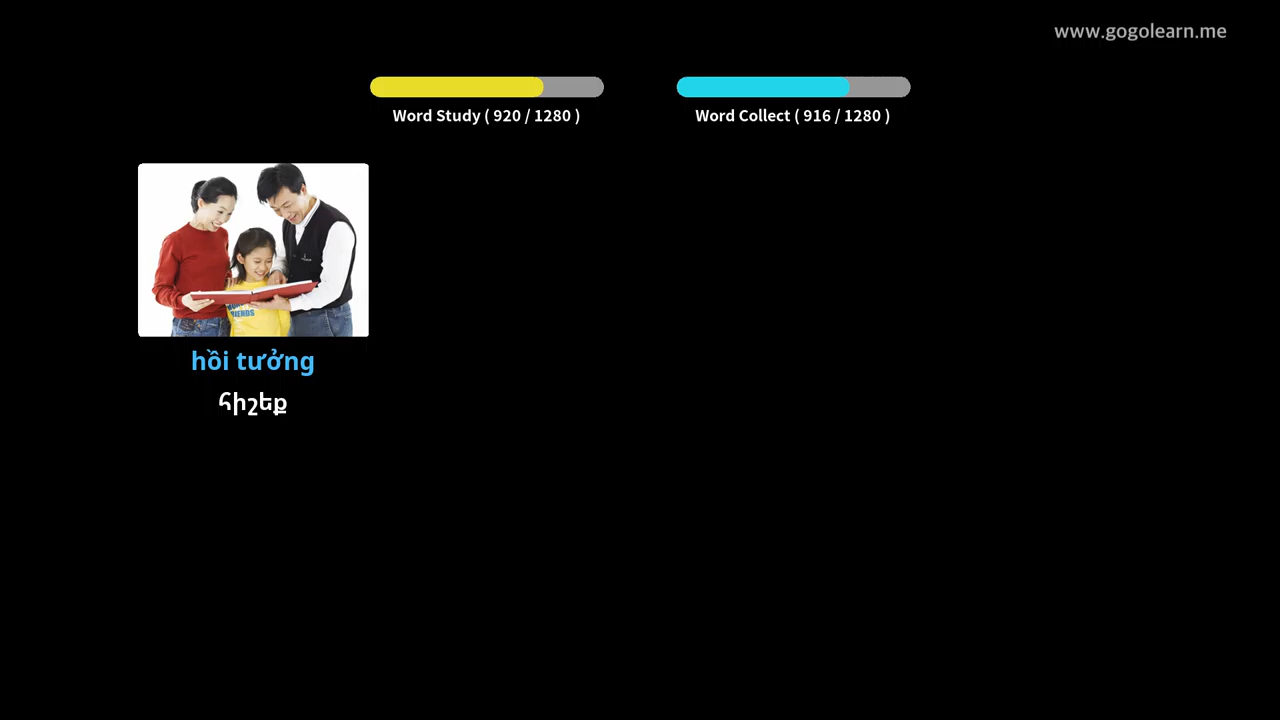 www.gogolearn.me
Word Study ( 920 / 1280 )
Word Collect ( 916 / 1280 )
hồi tưởng
հիշեք